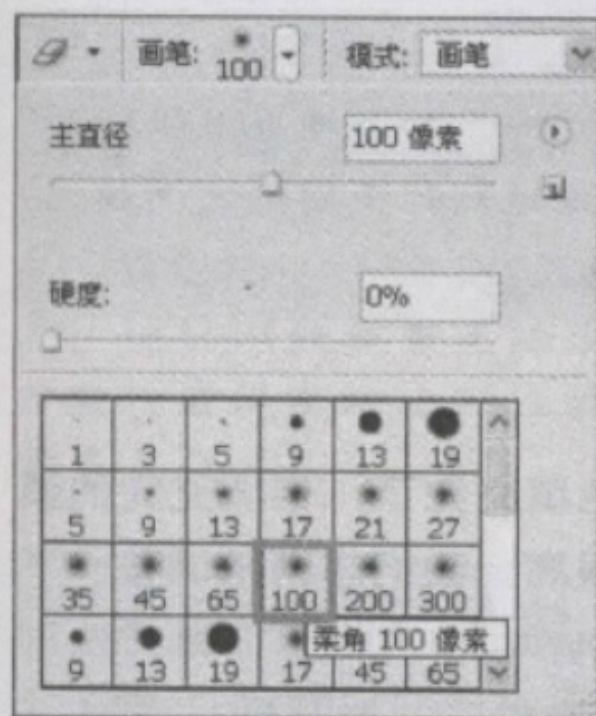 画笔: 100 模式: 画笔
主直径 100 像素
硬度: 0%
1 3 5 9 13 19
5 9 13 17 21 27
35 45 65 100 200 300
柔角 100 像素
9 13 19 17 45 65